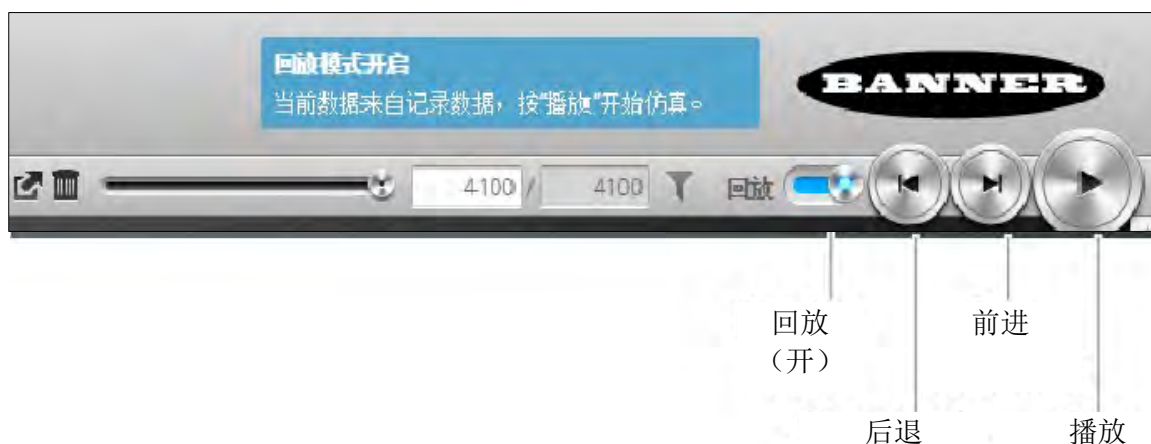 回放模式开启
当前数据来自记录数据，按"播放"开始仿真。
BANNER
4100 / 4100 回放
回放
（开）
前进
后退
播放